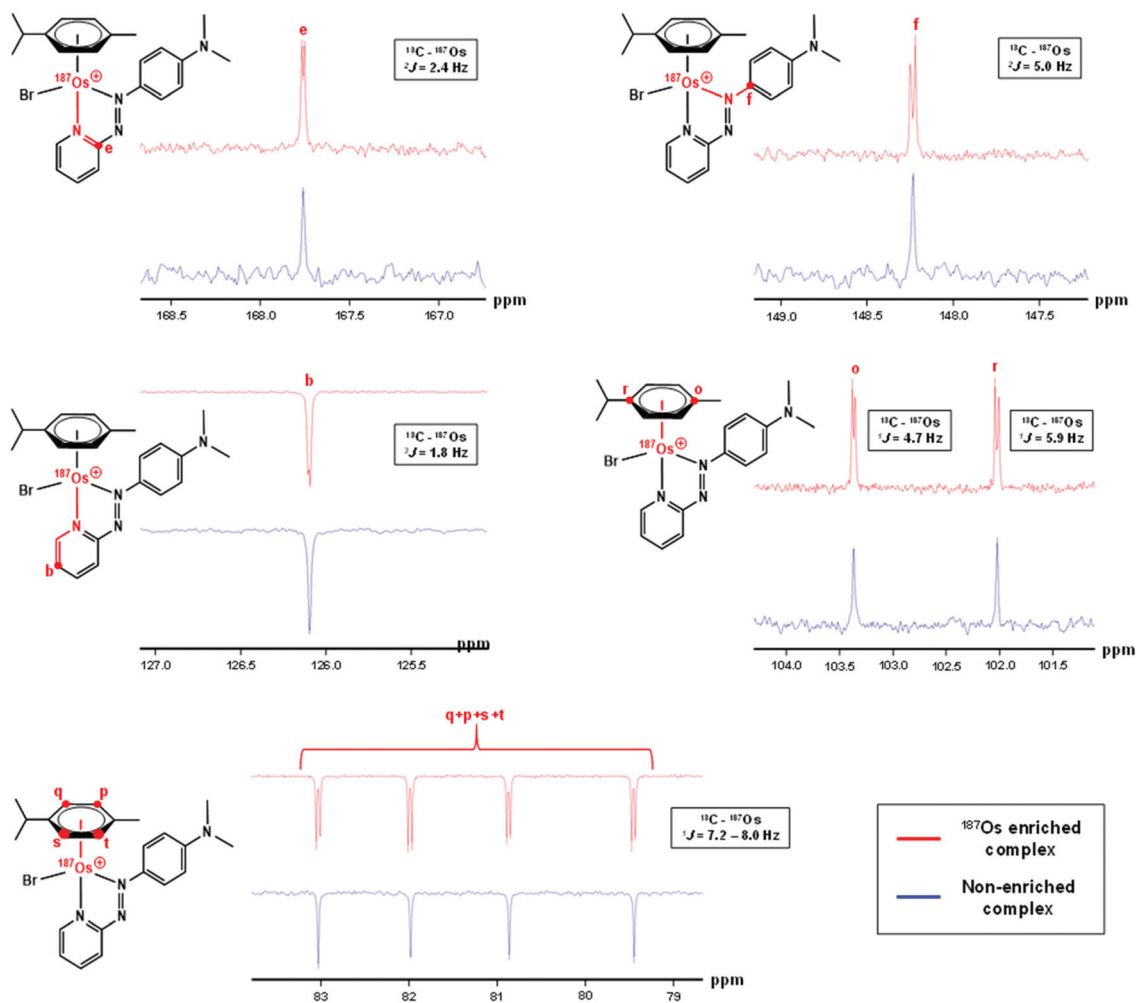 e
N
¹³C - ¹⁸⁷Os
²J = 2.4 Hz
¹⁸⁷Os ⊕
Br
N
N
N
e
168.5 168.0 167.5 167.0 ppm
f
N
¹³C - ¹⁸⁷Os
²J = 5.0 Hz
¹⁸⁷Os ⊕
Br
N
f
N
N
149.0 148.5 148.0 147.5 ppm
b
N
¹³C - ¹⁸⁷Os
³J = 1.8 Hz
¹⁸⁷Os ⊕
Br
N
N
N
b
127.0 126.5 126.0 125.5 ppm
o r
r o
N
¹³C - ¹⁸⁷Os
¹J = 4.7 Hz
¹³C - ¹⁸⁷Os
¹J = 5.9 Hz
¹⁸⁷Os ⊕
Br
N
N
N
104.0 103.5 103.0 102.5 102.0 101.5 ppm
q+p+s+t
q p
s t
N
¹³C - ¹⁸⁷Os
¹J = 7.2 – 8.0 Hz
¹⁸⁷Os ⊕
Br
N
N
N
83 82 81 80 79 ppm
¹⁸⁷Os enriched
complex
Non-enriched
complex